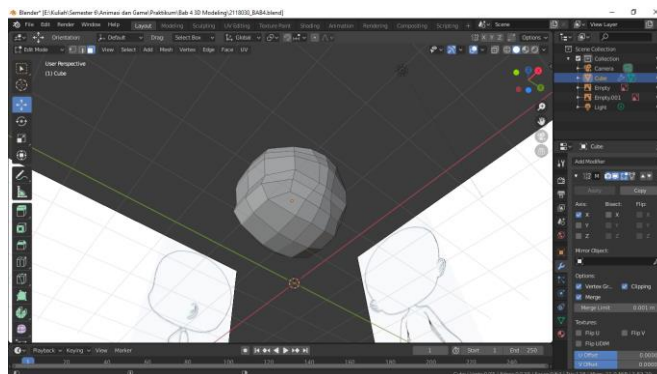 Blender* [E:\Kuliah\Semester 6\Animasi dan Game\Praktikum\Bab 4 3D Modeling\2118030_BAB4.blend]
File Edit Render Window Help Layout Modeling Sculpting UV Editing Texture Paint Shading Animation Rendering Compositing Scripting + Scene View Layer
Orientation: Default Drag Select Box Global Options
Edit Mode View Select Add Mesh Vertex Edge Face UV
User Perspective
(1) Cube
Scene Collection
Collection
Camera
Cube
Empty
Empty.001
Light
Cube
Add Modifier
M
Apply Copy
Axis: Bisect: Flip:
X X X
Y Y Y
Z Z Z
Mirror Object:
Options:
Vertex Gr.. Clipping
Merge
Merge Limit 0.001 m
Textures
Flip U Flip V
Flip UDIM
U Offset
V Offset
Playback Keying View Marker 1 Start 1 End 250